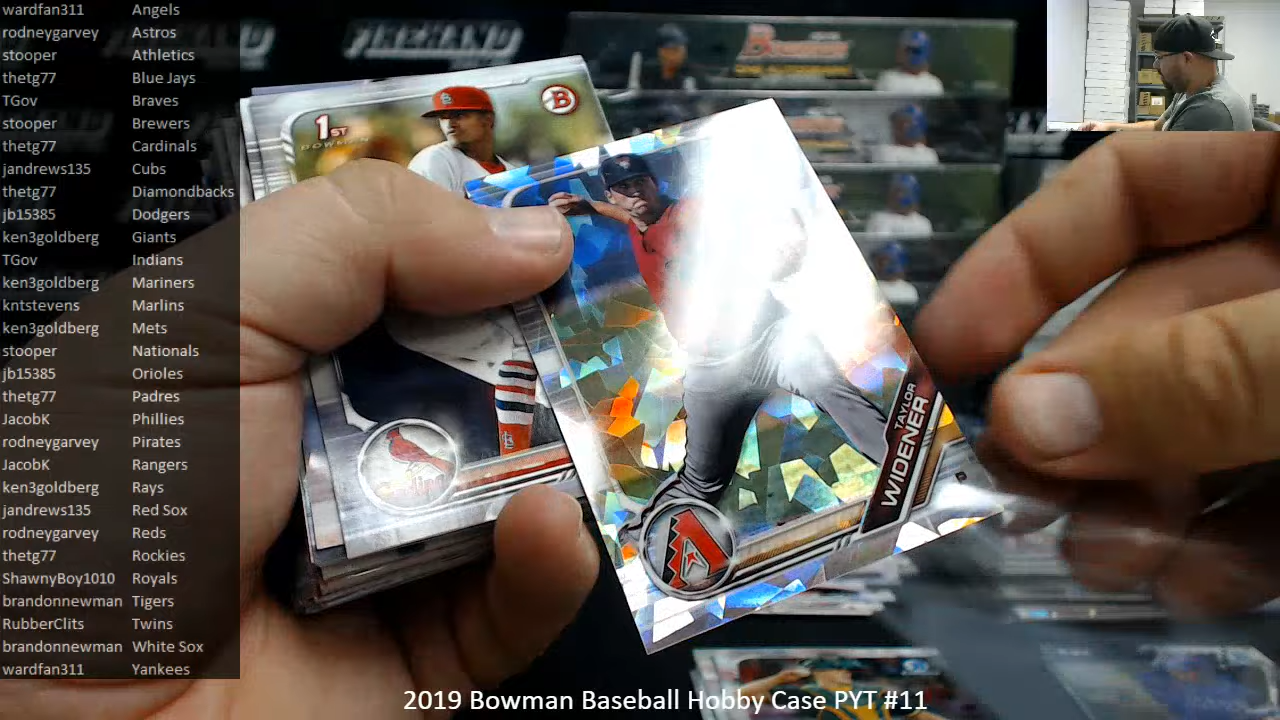 wardfan311 Angels
rodneygarvey Astros
stooper Athletics
thetg77 Blue Jays
TGov Braves
stooper Brewers
thetg77 Cardinals
jandrews135 Cubs
thetg77 Diamondbacks
jb15385 Dodgers
ken3goldberg Giants
TGov Indians
ken3goldberg Mariners
kntstevens Marlins
ken3goldberg Mets
stooper Nationals
jb15385 Orioles
thetg77 Padres
JacobK Phillies
rodneygarvey Pirates
JacobK Rangers
ken3goldberg Rays
jandrews135 Red Sox
rodneygarvey Reds
thetg77 Rockies
ShawnyBoy1010 Royals
brandonnewman Tigers
RubberClits Twins
brandonnewman White Sox
wardfan311 Yankees
FIREHAND
Bowman
1ST
BOWMAN
B
TAYLOR
WIDENER
2019 Bowman Baseball Hobby Case PYT #11